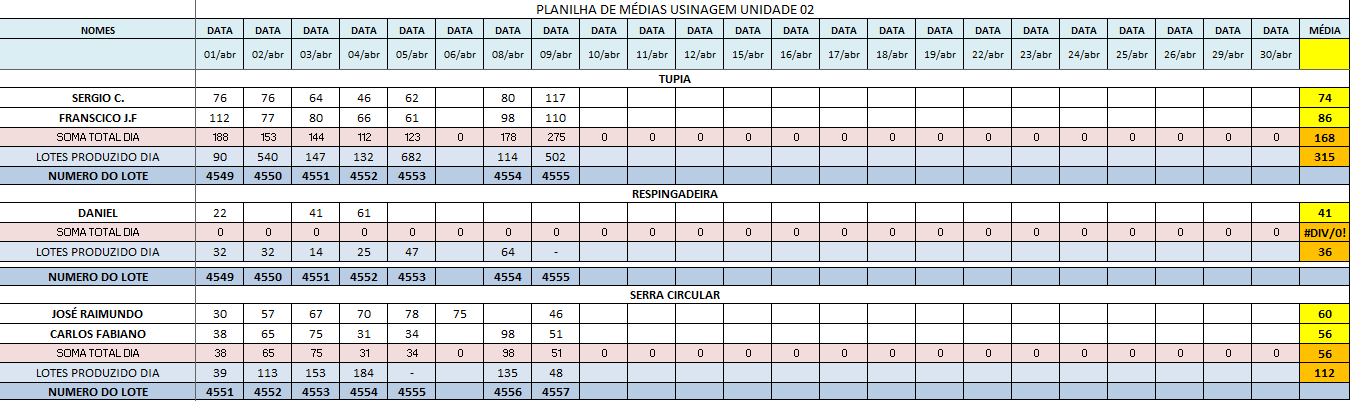 PLANILHA DE MÉDIAS USINAGEM UNIDADE 02
NOMES DATA DATA DATA DATA DATA DATA DATA DATA DATA DATA DATA DATA DATA DATA DATA DATA DATA DATA DATA DATA DATA DATA DATA MÉDIA
01/abr 02/abr 03/abr 04/abr 05/abr 06/abr 08/abr 09/abr 10/abr 11/abr 12/abr 15/abr 16/abr 17/abr 18/abr 19/abr 22/abr 23/abr 24/abr 25/abr 26/abr 29/abr 30/abr
TUPIA
SERGIO C. 76 76 64 46 62 80 117 74
FRANSCICO J.F 112 77 80 66 61 98 110 86
SOMA TOTAL DIA 188 153 144 112 123 0 178 275 0 0 0 0 0 0 0 0 0 0 0 0 0 0 0 168
LOTES PRODUZIDO DIA 90 540 147 132 682 114 502 315
NUMERO DO LOTE 4549 4550 4551 4552 4553 4554 4555
RESPINGADEIRA
DANIEL 22 41 61 41
SOMA TOTAL DIA 0 0 0 0 0 0 0 0 0 0 0 0 0 0 0 0 0 0 0 0 0 0 0 #DIV/0!
LOTES PRODUZIDO DIA 32 32 14 25 47 64 - 36
NUMERO DO LOTE 4549 4550 4551 4552 4553 4554 4555
SERRA CIRCULAR
JOSÉ RAIMUNDO 30 57 67 70 78 75 46 60
CARLOS FABIANO 38 65 75 31 34 98 51 56
SOMA TOTAL DIA 38 65 75 31 34 0 98 51 0 0 0 0 0 0 0 0 0 0 0 0 0 0 0 56
LOTES PRODUZIDO DIA 39 113 153 184 - 135 48 112
NUMERO DO LOTE 4551 4552 4553 4554 4555 4556 4557